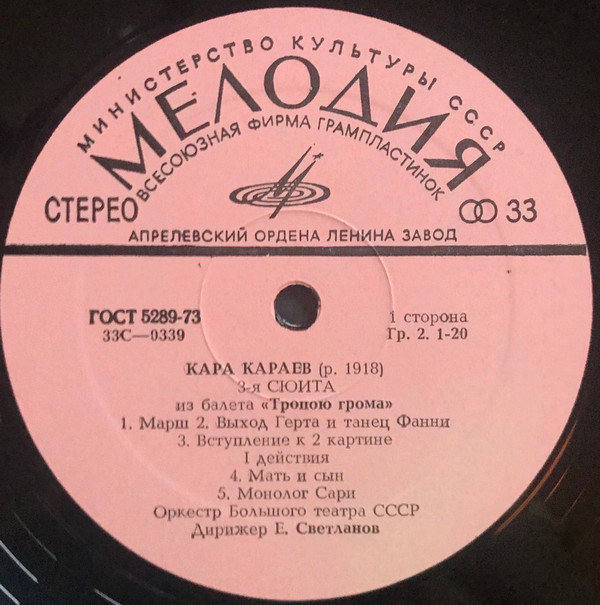 МИНИСТЕРСТВО КУЛЬТУРЫ СССР
МЕЛОДИЯ
ВСЕСОЮЗНАЯ ФИРМА ГРАМПЛАСТИНОК
СТЕРЕО
33
АПРЕЛЕВСКИЙ ОРДЕНА ЛЕНИНА ЗАВОД
ГОСТ 5289-73
33С—0339
1 сторона
Гр. 2. 1-20
КАРА КАРАЕВ (р. 1918)
3-я СЮИТА
из балета «Тропою грома»
1. Марш 2. Выход Герта и танец Фанни
3. Вступление к 2 картине
I действия
4. Мать и сын
5. Монолог Сари
Оркестр Большого театра СССР
Дирижер Е. Светланов